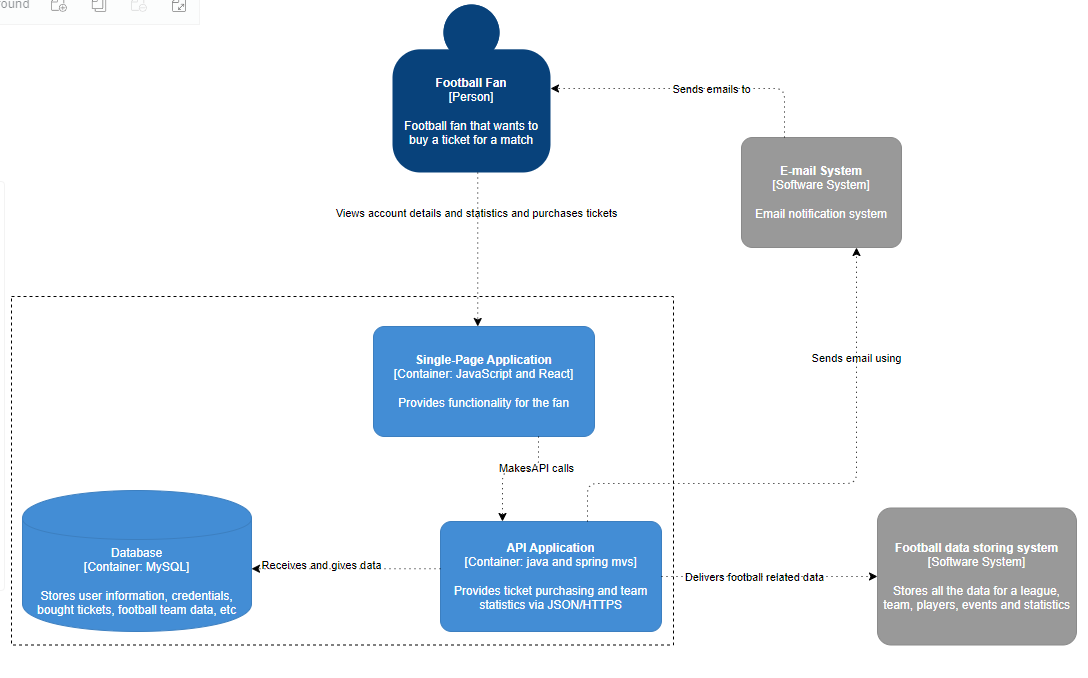 ound
Football Fan
[Person]
Football fan that wants to
buy a ticket for a match
Sends emails to
E-mail System
[Software System]
Email notification system
Views account details and statistics and purchases tickets
Single-Page Application
[Container: JavaScript and React]
Provides functionality for the fan
Sends email using
MakesAPI calls
Database
[Container: MySQL]
Stores user information, credentials,
bought tickets, football team data, etc
Receives and gives data
API Application
[Container: java and spring mvs]
Provides ticket purchasing and team
statistics via JSON/HTTPS
Delivers football related data
Football data storing system
[Software System]
Stores all the data for a league,
team, players, events and statistics